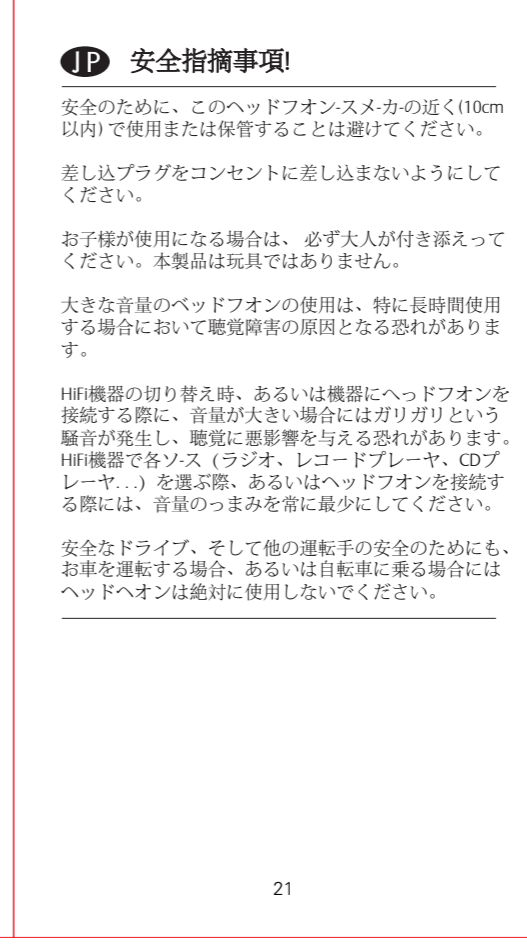 JP 安全指摘事項!
安全のために、このヘッドフオン-スメ-カ-の近く(10cm
以内) で使用または保管することは避けてください。
差し込プラグをコンセントに差し込まないようにして
ください。
お子様が使用になる場合は、 必ず大人が付き添えって
ください。本製品は玩具ではありません。
大きな音量のベッドフオンの使用は、特に長時間使用
する場合において聴覚障害の原因となる恐れがありま
す。
HiFi機器の切り替え時、あるいは機器にへっドフオンを
接続する際に、音量が大きい場合にはガリガリという
騒音が発生し、聴覚に悪影響を与える恐れがあります。
HiFi機器で各ソ-ス（ラジオ、レコードプレーヤ、CDプ
レーヤ...）を選ぶ際、あるいはヘッドフオンを接続す
る際には、音量のっまみを常に最少にしてください。
安全なドライブ、そして他の運転手の安全のためにも、
お車を運転する場合、あるいは自転車に乗る場合には
ヘッドヘオンは絶対に使用しないでください。
21